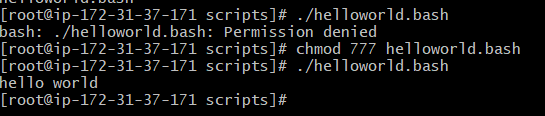 helloworld.bash
[root@ip-172-31-37-171 scripts]# ./helloworld.bash
bash: ./helloworld.bash: Permission denied
[root@ip-172-31-37-171 scripts]# chmod 777 helloworld.bash
[root@ip-172-31-37-171 scripts]# ./helloworld.bash
hello world
[root@ip-172-31-37-171 scripts]#